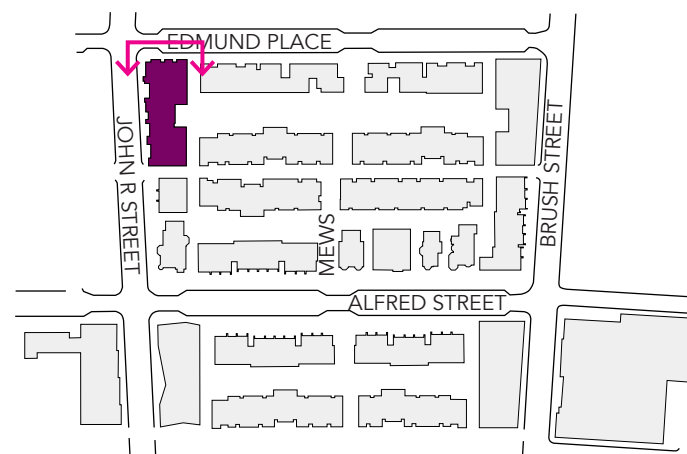 EDMUND PLACE
JOHN R STREET
BRUSH STREET
MEWS
ALFRED STREET